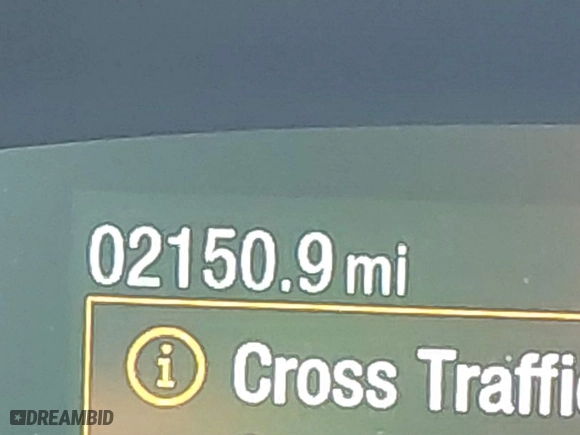 02150.9 mi
i Cross Traffic
DREAMBID